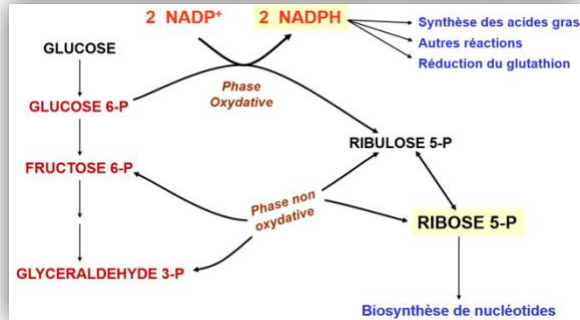 2 NADP⁺
2 NADPH
Synthèse des acides gras
Autres réactions
Réduction du glutathion
GLUCOSE
Phase
Oxydative
GLUCOSE 6-P
RIBULOSE 5-P
FRUCTOSE 6-P
Phase non
oxydative
RIBOSE 5-P
GLYCERALDEHYDE 3-P
Biosynthèse de nucléotides